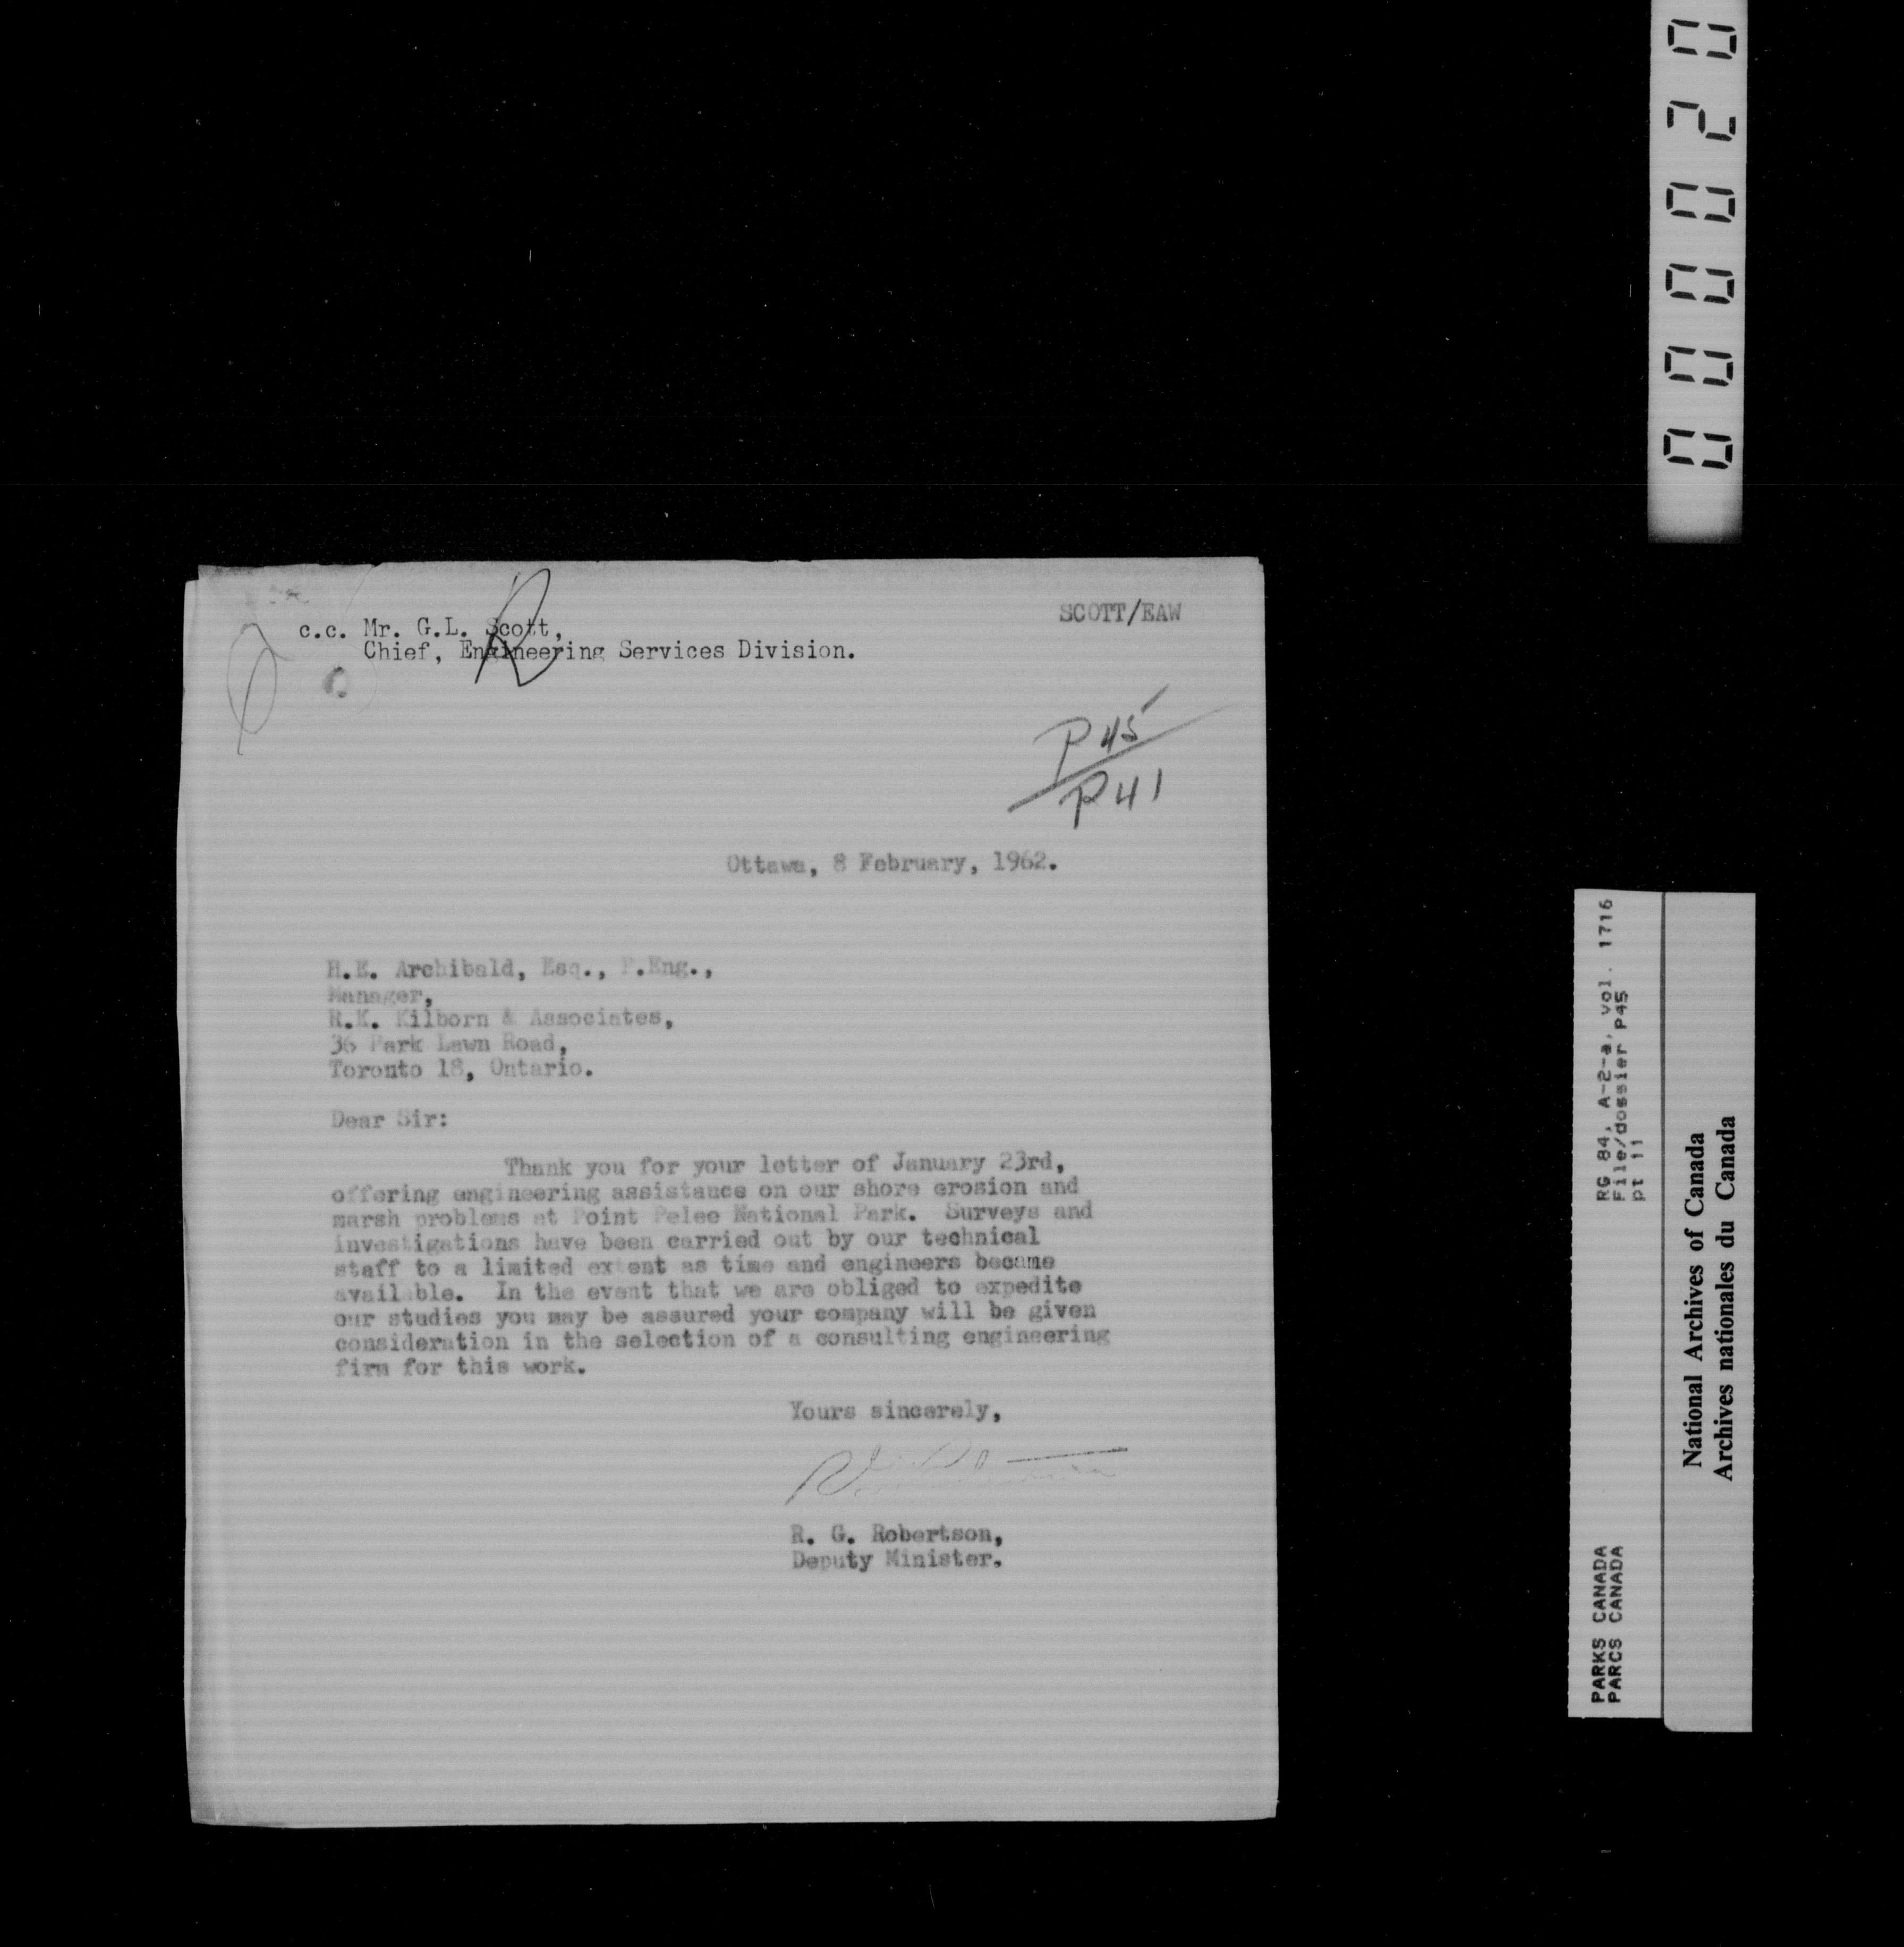 c.c. Mr. G.L. Scott,
Chief, Engineering Services Division.
SCOTT/EAW
P45
P41
Ottawa, 8 February, 1962.
R.E. Archibald, Esq., P.Eng.,
Manager,
R.K. Kilborn & Associates,
36 Park Lawn Road,
Toronto 18, Ontario.
Dear Sir:
Thank you for your letter of January 23rd,
offering engineering assistance on our shore erosion and
marsh problems at Point Pelee National Park. Surveys and
investigations have been carried out by our technical
staff to a limited extent as time and engineers became
available. In the event that we are obliged to expedite
our studies you may be assured your company will be given
consideration in the selection of a consulting engineering
firm for this work.
Yours sincerely,
R. G. Robertson,
Deputy Minister.
000020
RG 84, A-2-a, vol. 1716
File/dossier P45
pt 11
PARKS CANADA
PARCS CANADA
National Archives of Canada
Archives nationales du Canada